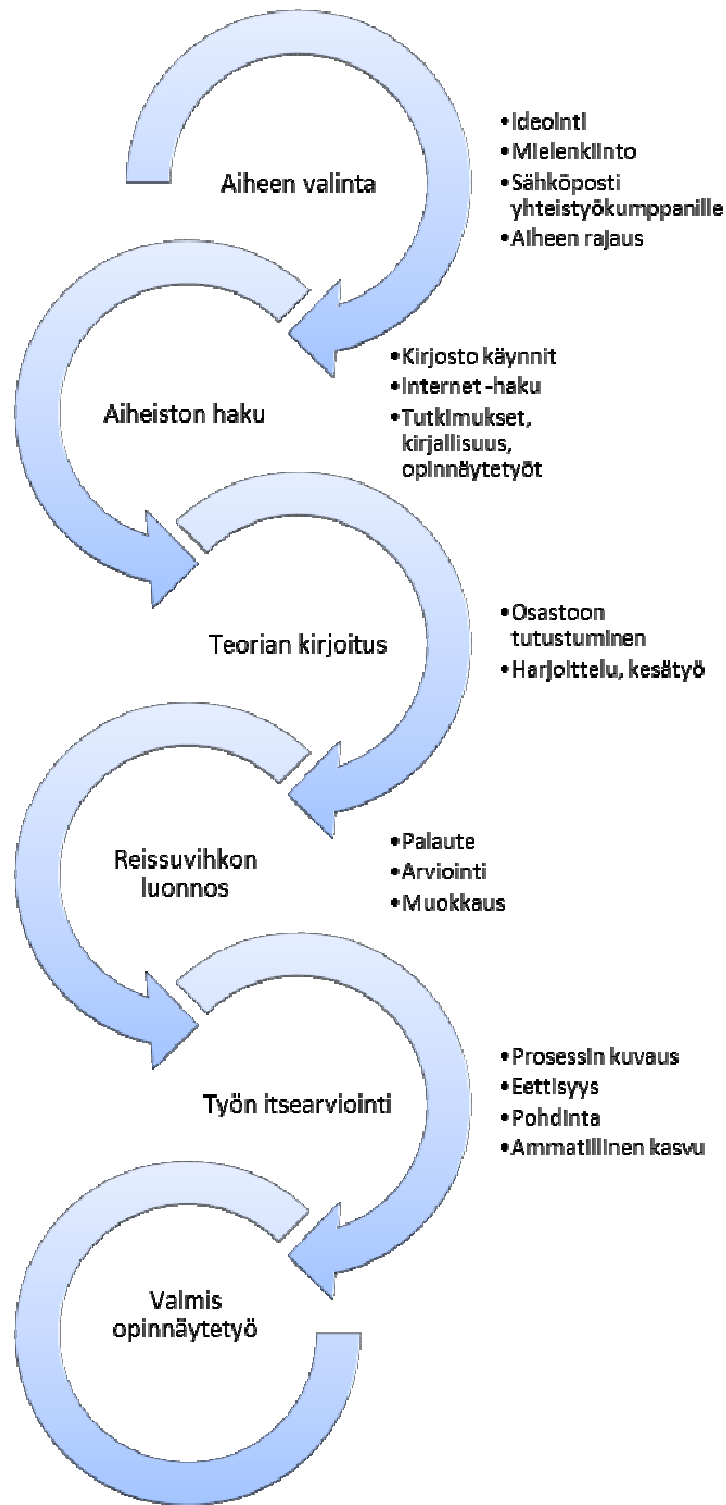 Aiheen valinta
•Ideointi
•Mielenkiinto
•Sähköposti
yhteistyökumppanille
•Aiheen rajaus
Aiheiston haku
•Kirjosto käynnit
•Internet -haku
•Tutkimukset,
kirjallisuus,
opinnäytetyöt
Teorian kirjoitus
•Osastoon
tutustuminen
•Harjoittelu, kesätyö
Reissuvihkon
luonnos
•Palaute
•Arviointi
•Muokkaus
Työn itsearviointi
•Prosessin kuvaus
•Eettisyys
•Pohdinta
•Ammatillinen kasvu
Valmis
opinnäytetyö